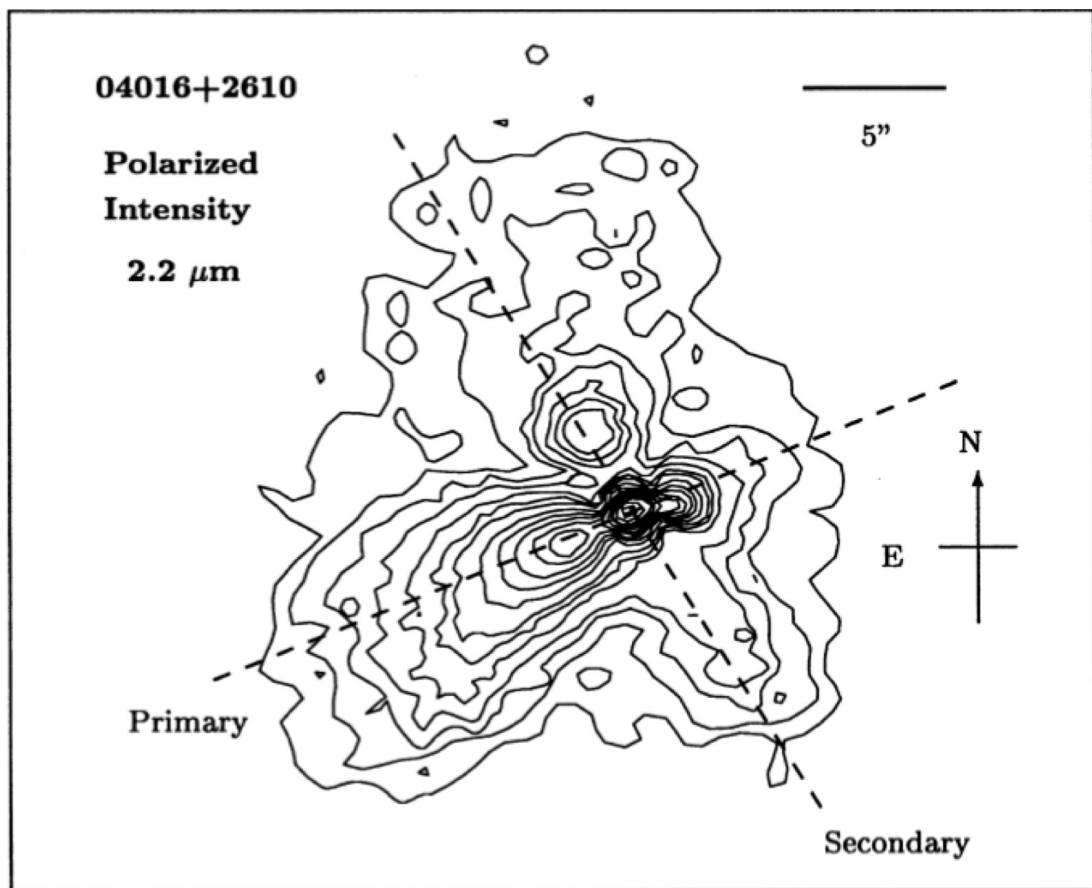 04016+2610
5"
Polarized
Intensity
2.2 μm
N
E
Primary
Secondary